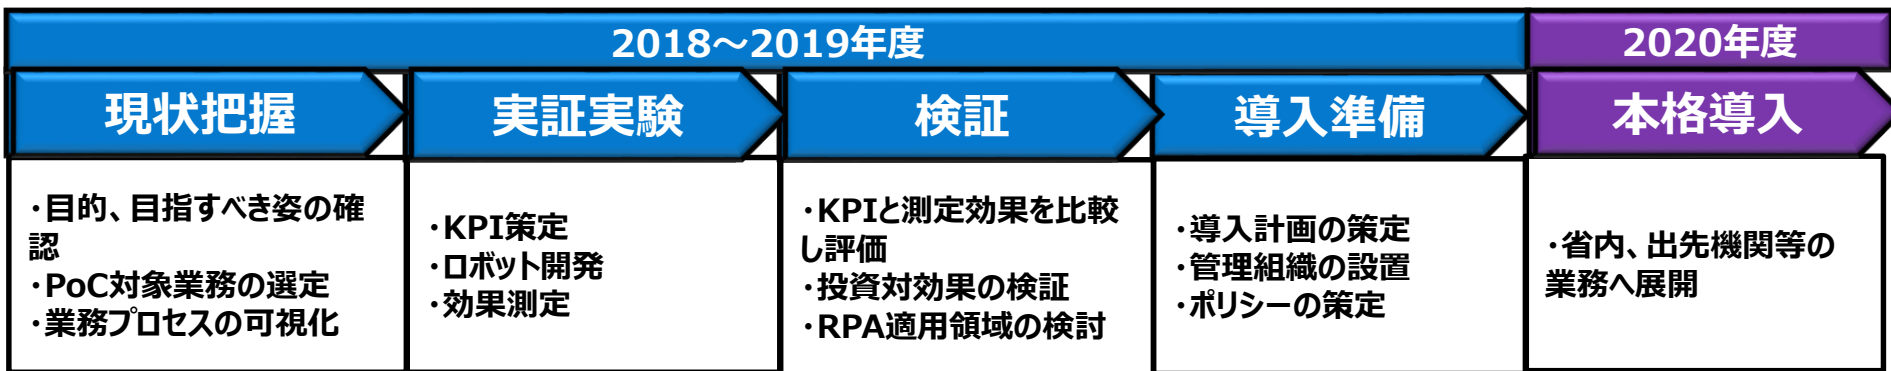 2018～2019年度
2020年度
現状把握
実証実験
検証
導入準備
本格導入
・目的、目指すべき姿の確
認
・PoC対象業務の選定
・業務プロセスの可視化
・KPI策定
・ロボット開発
・効果測定
・KPIと測定効果を比較
し評価
・投資対効果の検証
・RPA適用領域の検討
・導入計画の策定
・管理組織の設置
・ポリシーの策定
・省内、出先機関等の
業務へ展開